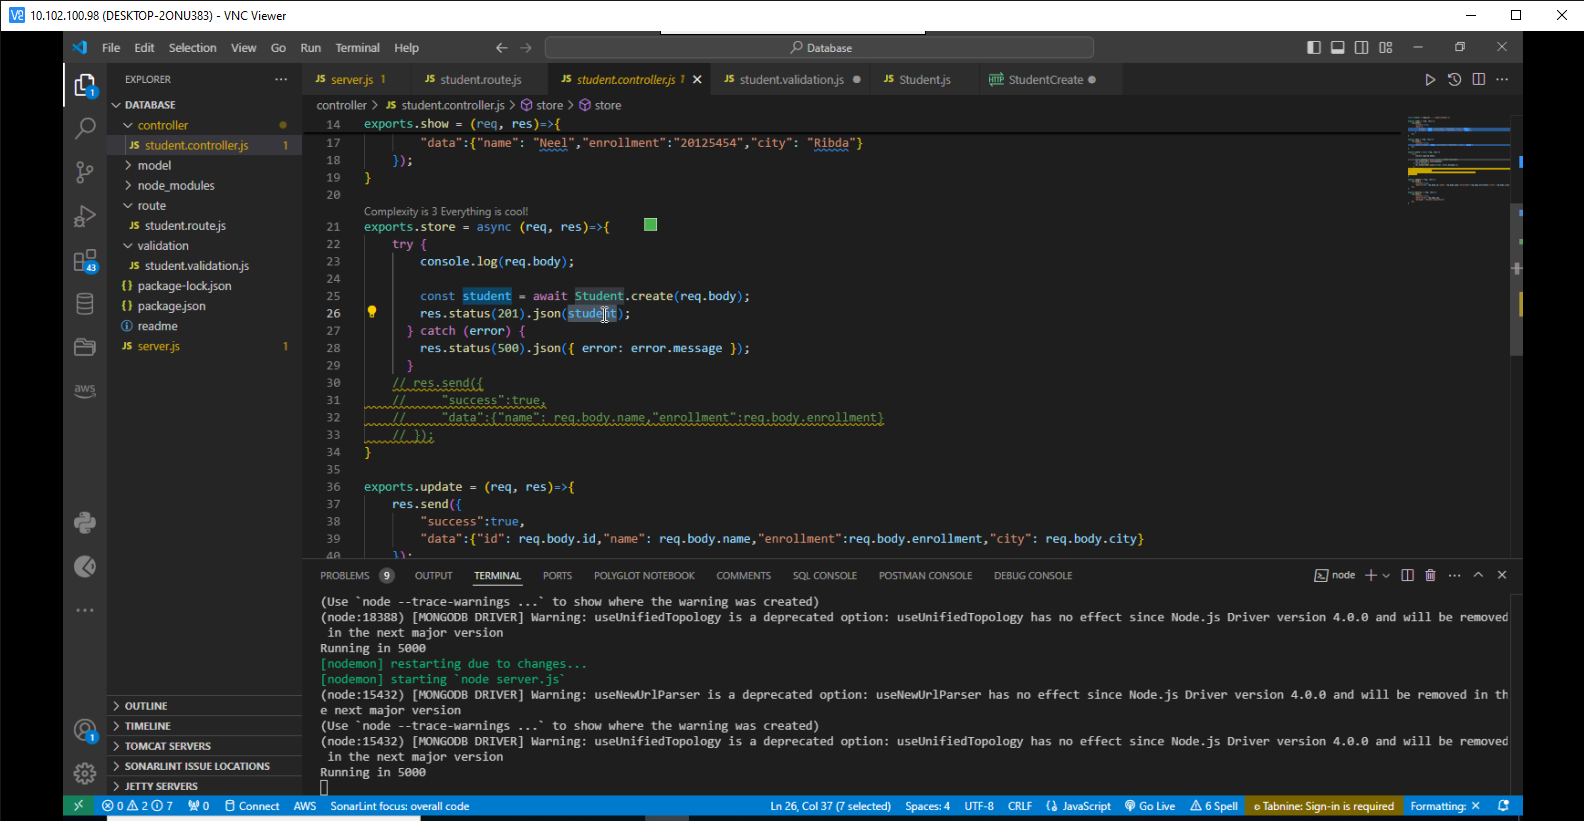 10.102.100.98 (DESKTOP-2ONU383) - VNC Viewer
File Edit Selection View Go Run Terminal Help
Database
EXPLORER
server.js 1
student.route.js
student.controller.js 1
student.validation.js
Student.js
StudentCreate
DATABASE
controller
student.controller.js 1
model
node_modules
route
student.route.js
validation
student.validation.js
package-lock.json
package.json
readme
server.js 1
OUTLINE
TIMELINE
TOMCAT SERVERS
SONARLINT ISSUE LOCATIONS
JETTY SERVERS
1
43
aws
1
controller > JS student.controller.js > store > store
14 exports.show = (req, res)=>{
17 "data":{"name": "Neel","enrollment":"20125454","city": "Ribda"}
18 });
19 }
20
Complexity is 3 Everything is cool!
21 exports.store = async (req, res)=>{
22 try {
23 console.log(req.body);
24
25 const student = await Student.create(req.body);
26 res.status(201).json(student);
27 } catch (error) {
28 res.status(500).json({ error: error.message });
29 }
30 // res.send({
31 // "success":true,
32 // "data":{"name": req.body.name,"enrollment":req.body.enrollment}
33 // });
34 }
35
36 exports.update = (req, res)=>{
37 res.send({
38 "success":true,
39 "data":{"id": req.body.id,"name": req.body.name,"enrollment":req.body.enrollment,"city": req.body.city}
40 });
PROBLEMS 9 OUTPUT TERMINAL PORTS POLYGLOT NOTEBOOK COMMENTS SQL CONSOLE POSTMAN CONSOLE DEBUG CONSOLE
node
(Use `node --trace-warnings ...` to show where the warning was created)
(node:18388) [MONGODB DRIVER] Warning: useUnifiedTopology is a deprecated option: useUnifiedTopology has no effect since Node.js Driver version 4.0.0 and will be removed
in the next major version
Running in 5000
[nodemon] restarting due to changes...
[nodemon] starting `node server.js`
(node:15432) [MONGODB DRIVER] Warning: useNewUrlParser is a deprecated option: useNewUrlParser has no effect since Node.js Driver version 4.0.0 and will be removed in th
e next major version
(Use `node --trace-warnings ...` to show where the warning was created)
(node:15432) [MONGODB DRIVER] Warning: useUnifiedTopology is a deprecated option: useUnifiedTopology has no effect since Node.js Driver version 4.0.0 and will be removed
in the next major version
Running in 5000
0 2 7 0 Connect AWS SonarLint focus: overall code Ln 26, Col 37 (7 selected) Spaces: 4 UTF-8 CRLF JavaScript Go Live 6 Spell Tabnine: Sign-in is required Formatting: ×